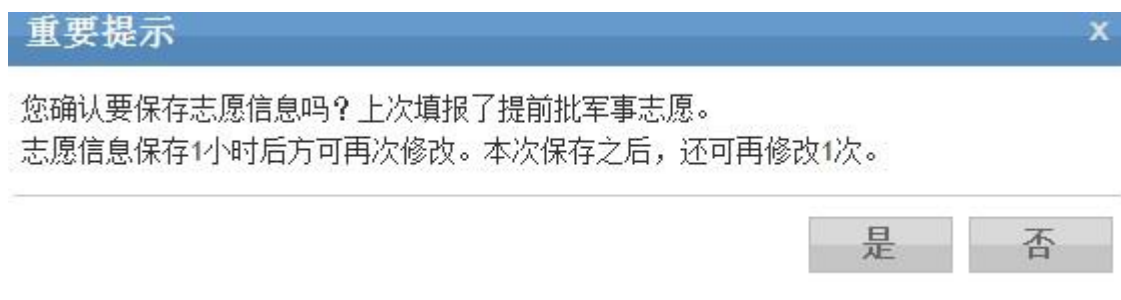 重要提示 x
您确认要保存志愿信息吗？上次填报了提前批军事志愿。
志愿信息保存1小时后方可再次修改。本次保存之后，还可再修改1次。
是 否